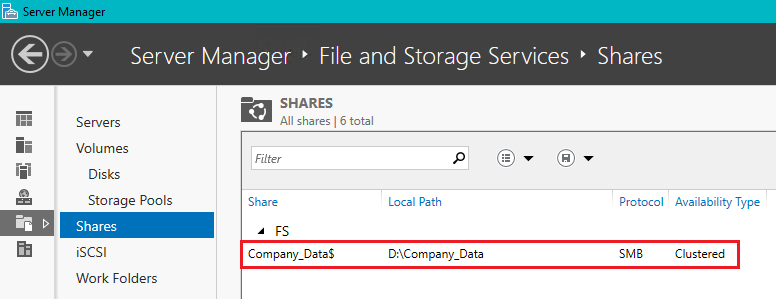 Server Manager
Server Manager ‣ File and Storage Services ‣ Shares
Servers
Volumes
Disks
Storage Pools
Shares
iSCSI
Work Folders
SHARES
All shares | 6 total
Filter
Share Local Path Protocol Availability Type
FS
Company_Data$ D:\Company_Data SMB Clustered